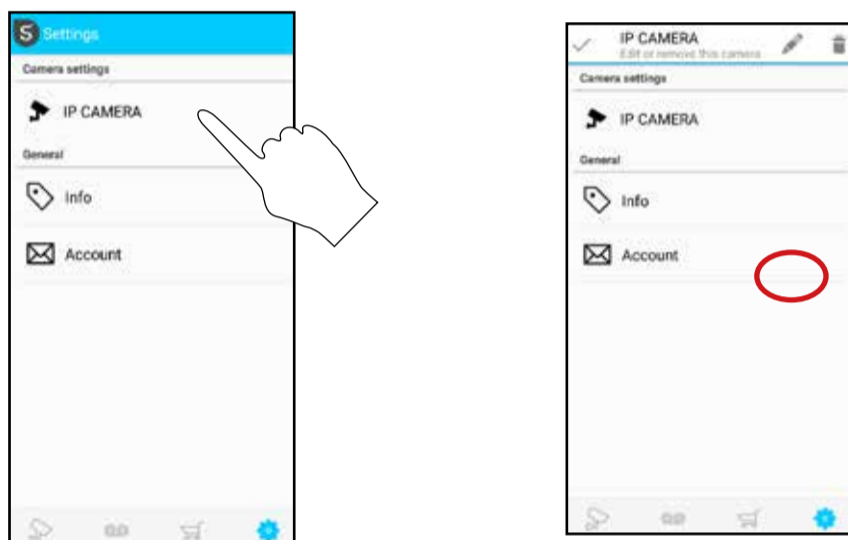 S Settings
Camera settings
IP CAMERA
General
Info
Account
IP CAMERA
Edit or remove this camera
Camera settings
IP CAMERA
General
Info
Account